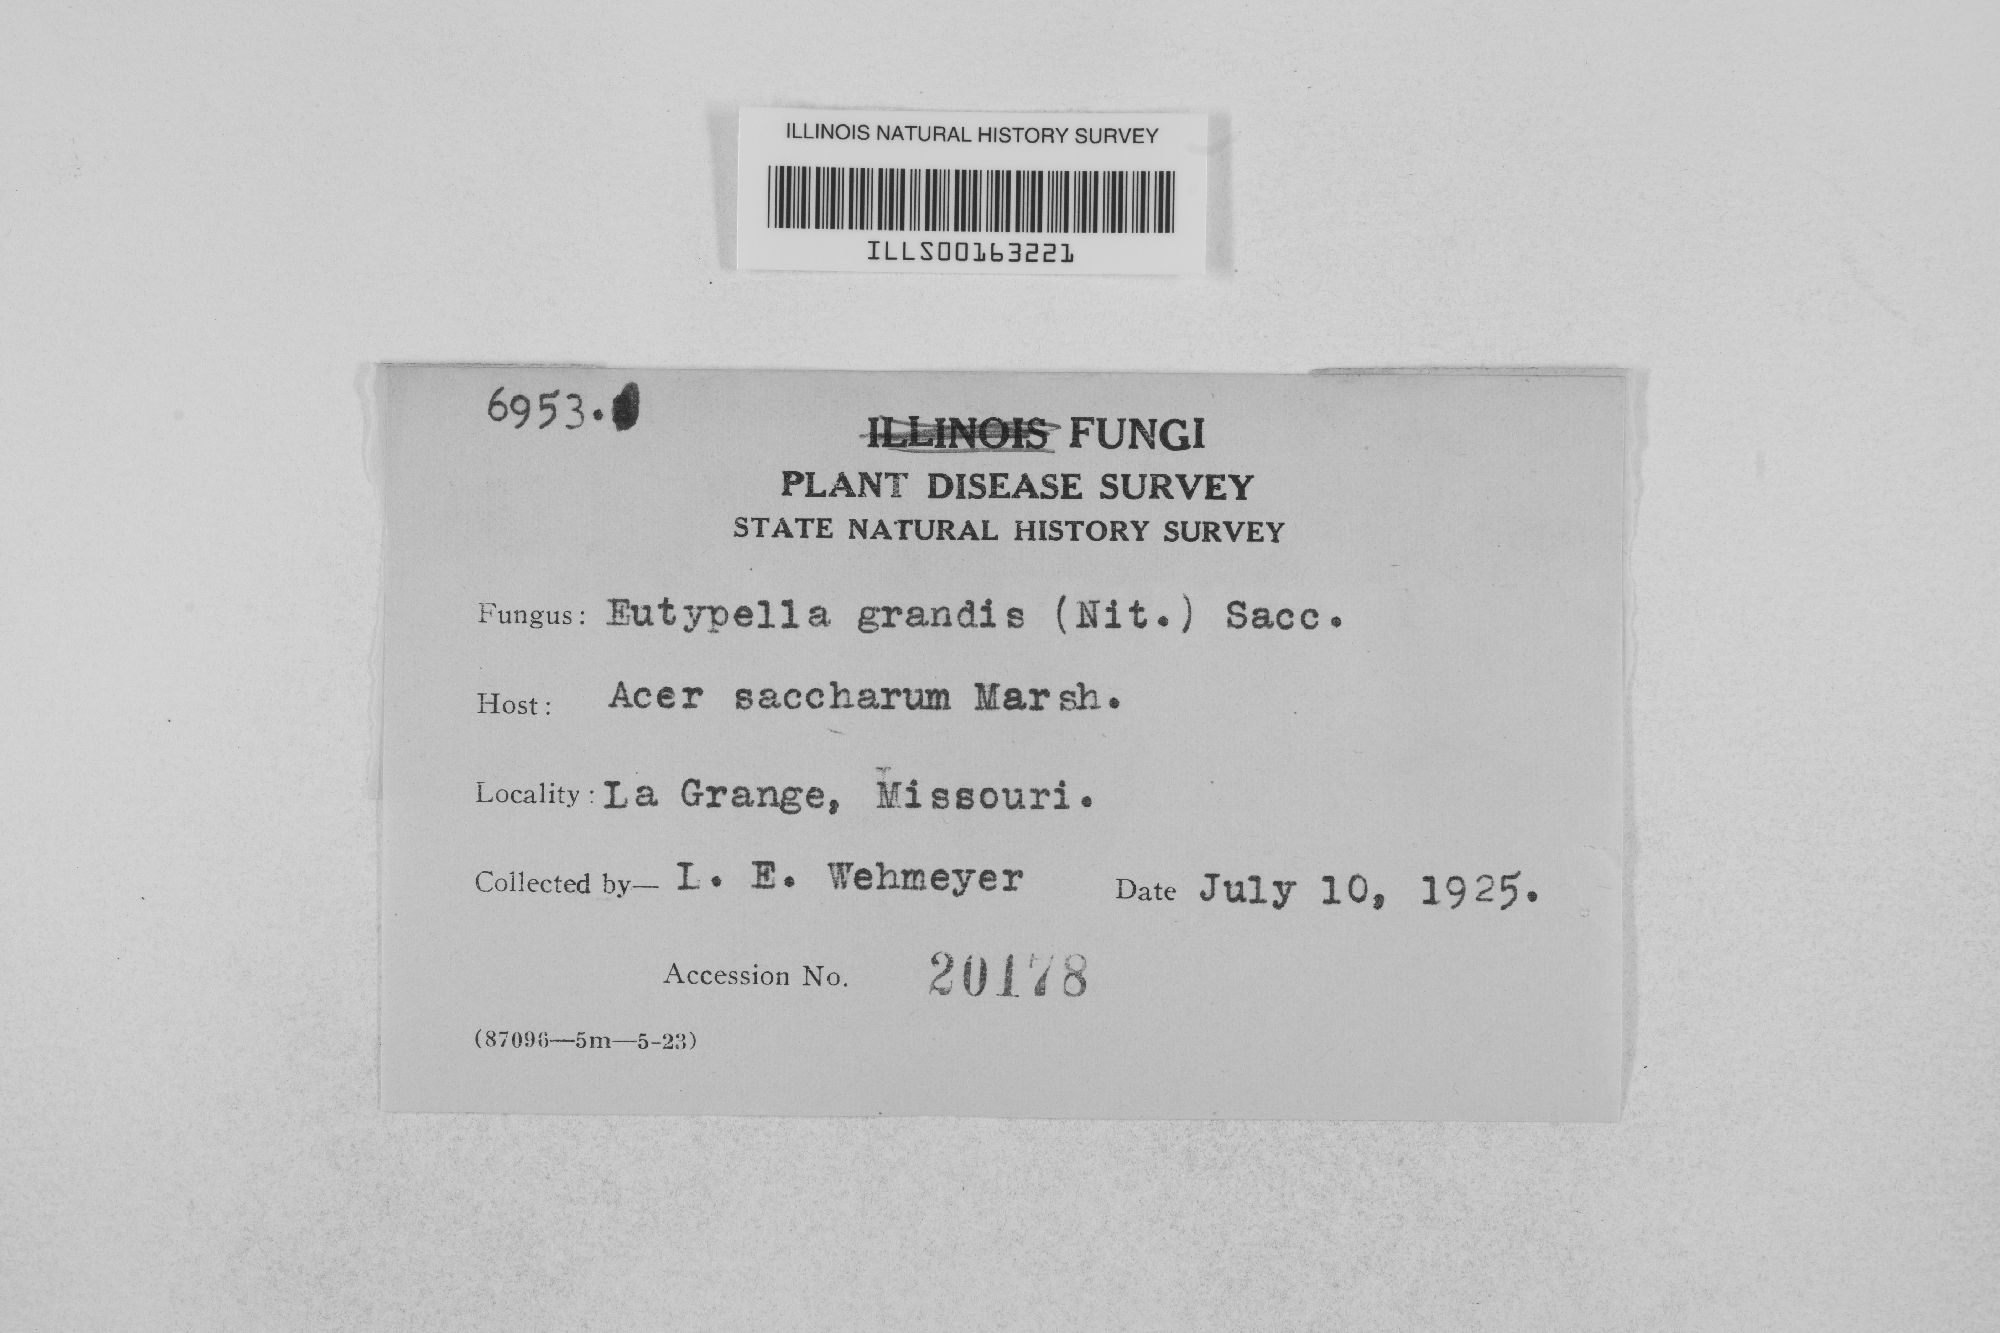 ILLINOIS NATURAL HISTORY SURVEY
ILLS00163221
6953.
ILLINOIS FUNGI
PLANT DISEASE SURVEY
STATE NATURAL HISTORY SURVEY
Fungus: Eutypella grandis (Nit.) Sacc.
Host: Acer saccharum Marsh.
Locality: La Grange, Missouri.
Collected by— L. E. Wehmeyer Date July 10, 1925.
Accession No. 20178
(87096—5m—5-23)